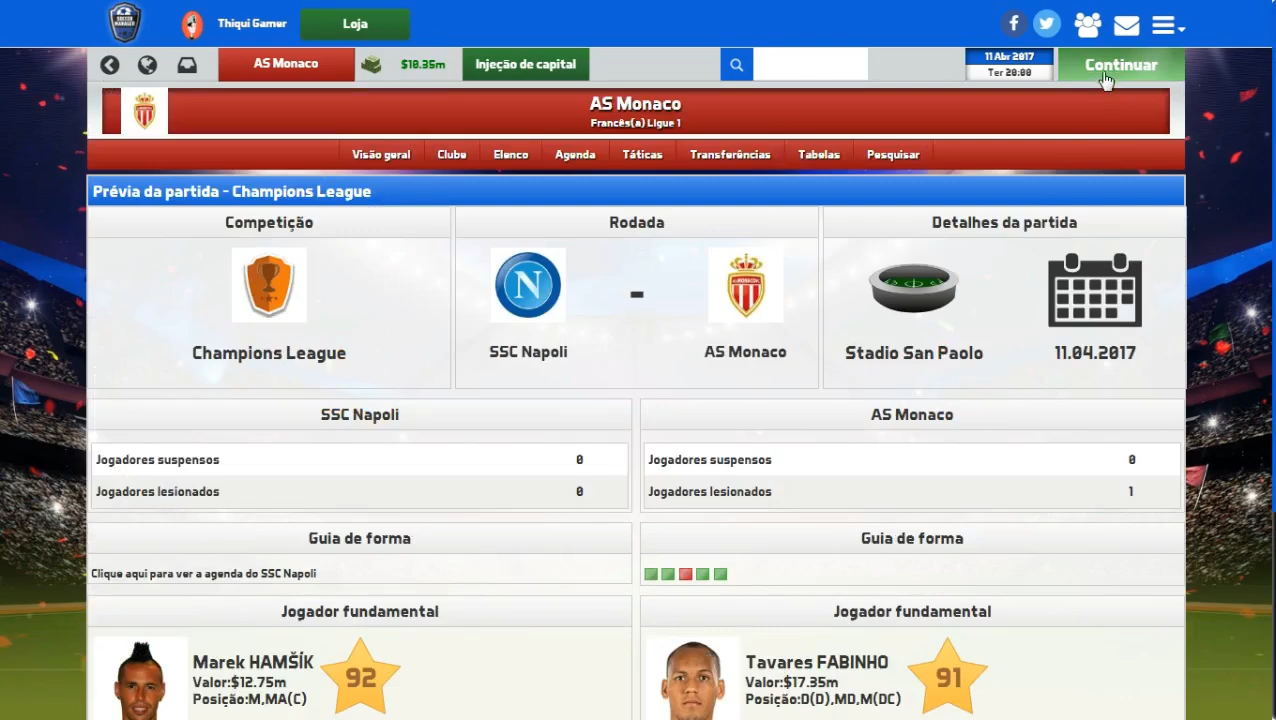 SOCCER MANAGER
Thiqui Gamer
Loja
AS Monaco
$10.35m
Injeção de capital
11 Abr 2017
Ter 20:00
Continuar
AS Monaco
Francês(a) Ligue 1
Visão geral
Clube
Elenco
Agenda
Táticas
Transferências
Tabelas
Pesquisar
Prévia da partida - Champions League
Competição
Rodada
Detalhes da partida
N
-
Champions League
SSC Napoli
AS Monaco
Stadio San Paolo
11.04.2017
SSC Napoli
AS Monaco
Jogadores suspensos 0
Jogadores suspensos 0
Jogadores lesionados 0
Jogadores lesionados 1
Guia de forma
Guia de forma
Clique aqui para ver a agenda do SSC Napoli
Jogador fundamental
Jogador fundamental
Marek HAMŠÍK
Valor:$12.75m
Posição:M,MA(C)
92
Tavares FABINHO
Valor:$17.35m
Posição:D(D),MD,M(DC)
91